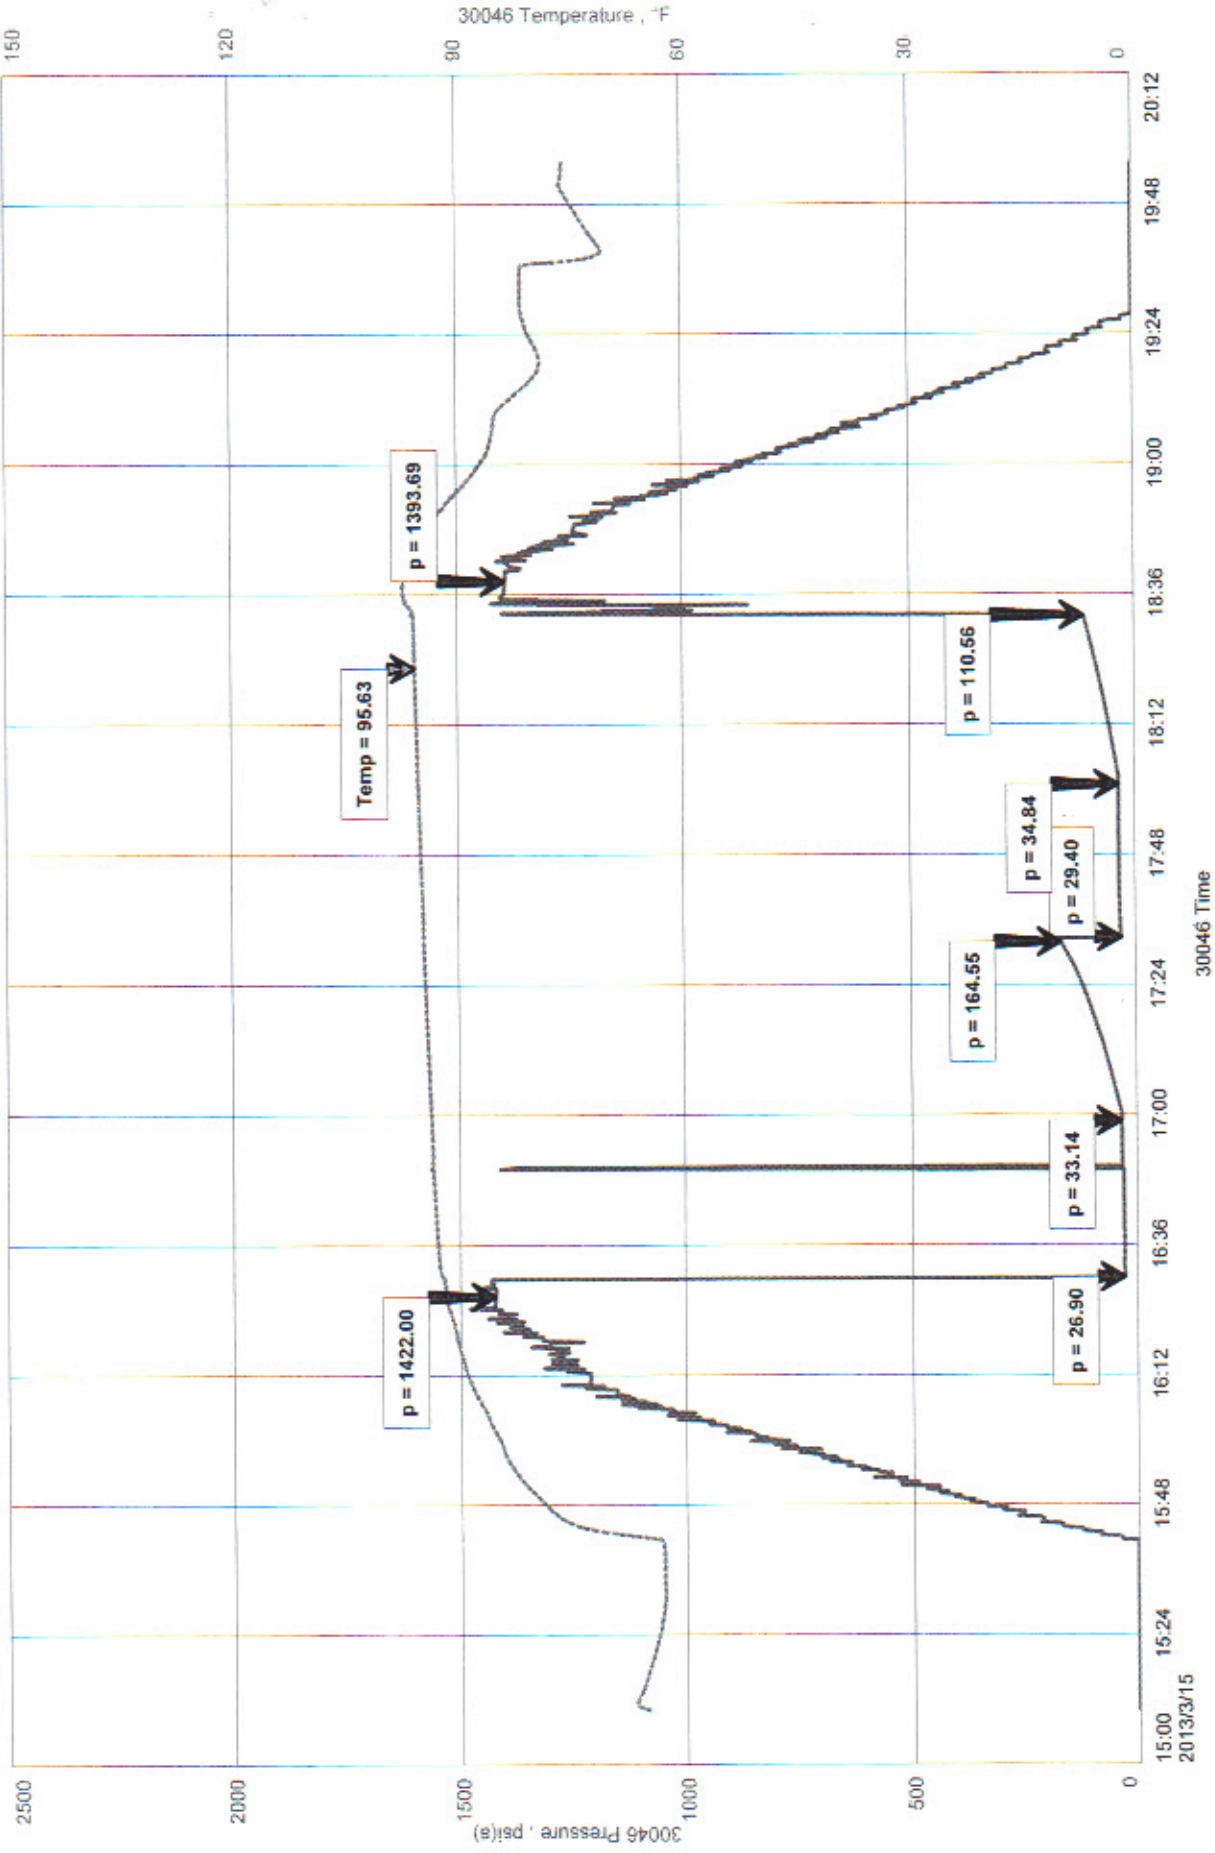 30046 Temperature , °F
150
120
90
60
30
0
2500
2000
1500
1000
500
0
30046 Pressure , psi(a)
p = 1422.00
p = 26.90
p = 33.14
p = 164.55
p = 29.40
p = 34.84
p = 110.56
Temp = 95.63
p = 1393.69
15:00
15:24
15:48
16:12
16:36
17:00
17:24
17:48
18:12
18:36
19:00
19:24
19:48
20:12
2013/3/15
30046 Time